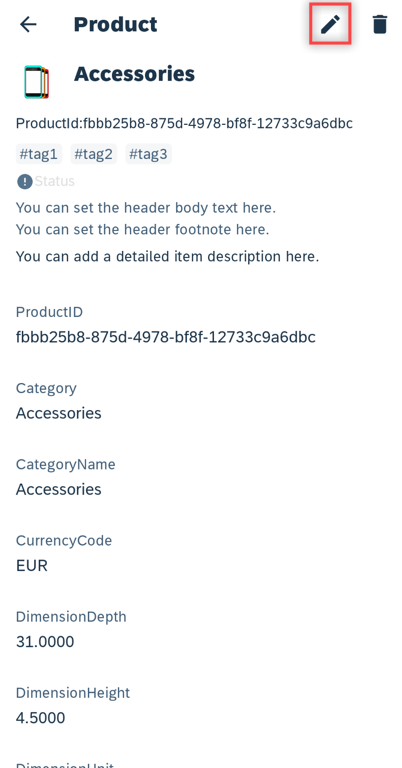 Product
Accessories
ProductId:fbbb25b8-875d-4978-bf8f-12733c9a6dbc
#tag1 #tag2 #tag3
Status
You can set the header body text here.
You can set the header footnote here.
You can add a detailed item description here.
ProductID
fbbb25b8-875d-4978-bf8f-12733c9a6dbc
Category
Accessories
CategoryName
Accessories
CurrencyCode
EUR
DimensionDepth
31.0000
DimensionHeight
4.5000
DimensionUnit